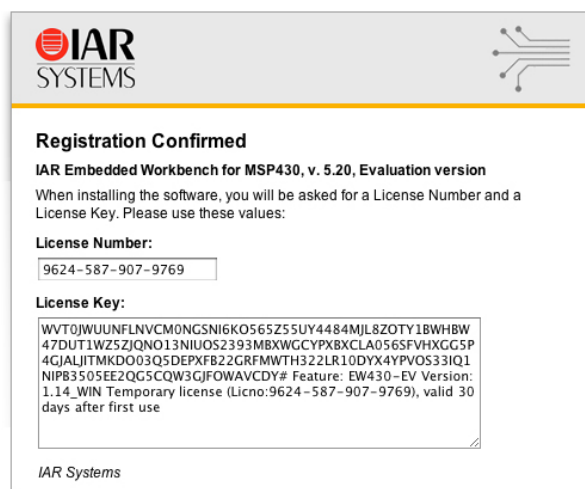 IAR
SYSTEMS
Registration Confirmed
IAR Embedded Workbench for MSP430, v. 5.20, Evaluation version
When installing the software, you will be asked for a License Number and a
License Key. Please use these values:
License Number:
9624-587-907-9769
License Key:
WVT0JWUUNFLNVCM0NGSNI6KO565Z55UY4484MJL8ZOTY1BWHBW
47DUT1WZ5ZJQNO13NIUOS2393MBXWGCYPXBXCLA056SFVHXGG5P
4GJALJITMKDO03Q5DEPXFB22GRFMWTH322LR10DYX4YPVOS33IQ1
NIPB3505EE2QG5CQW3GJFOWAVCDY# Feature: EW430-EV Version:
1.14_WIN Temporary license (Licno:9624-587-907-9769), valid 30
days after first use
IAR Systems